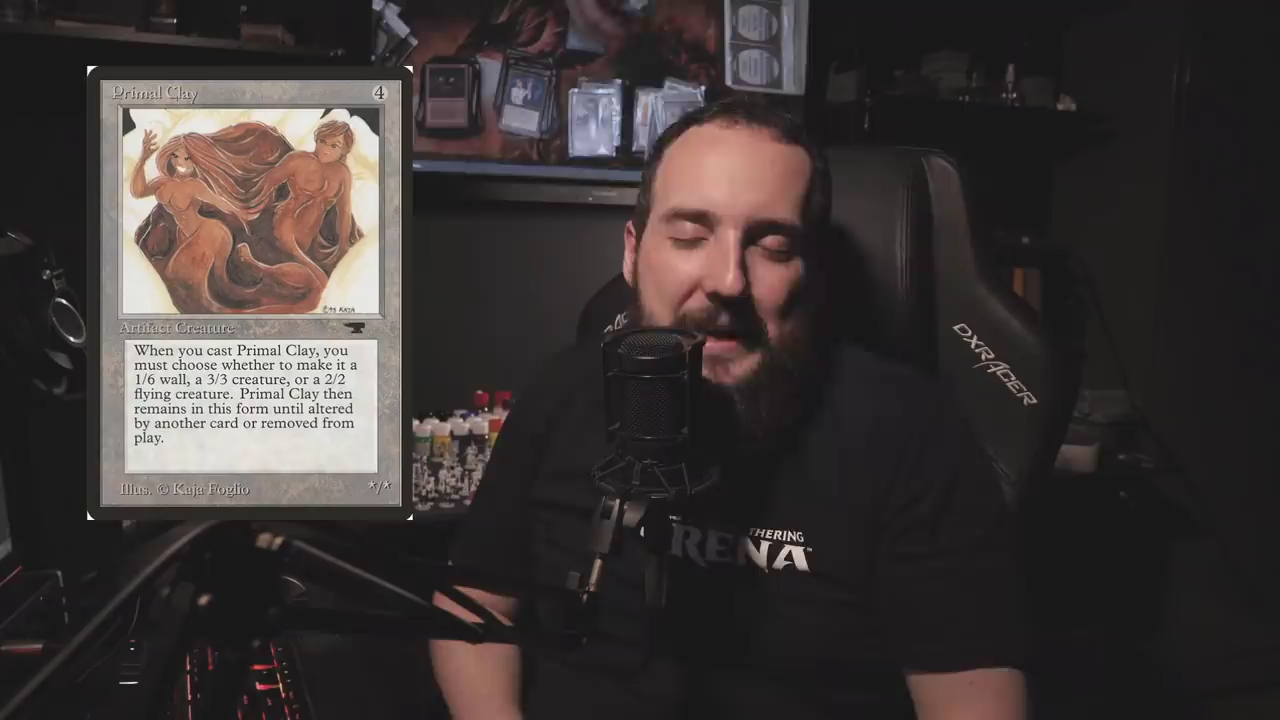 Primal Clay 4
©'93 KAJA
Artifact Creature
When you cast Primal Clay, you
must choose whether to make it a
1/6 wall, a 3/3 creature, or a 2/2
flying creature. Primal Clay then
remains in this form until altered
by another card or removed from
play.
Illus. © Kaja Foglio */*
DXRACER
THERING
RENA